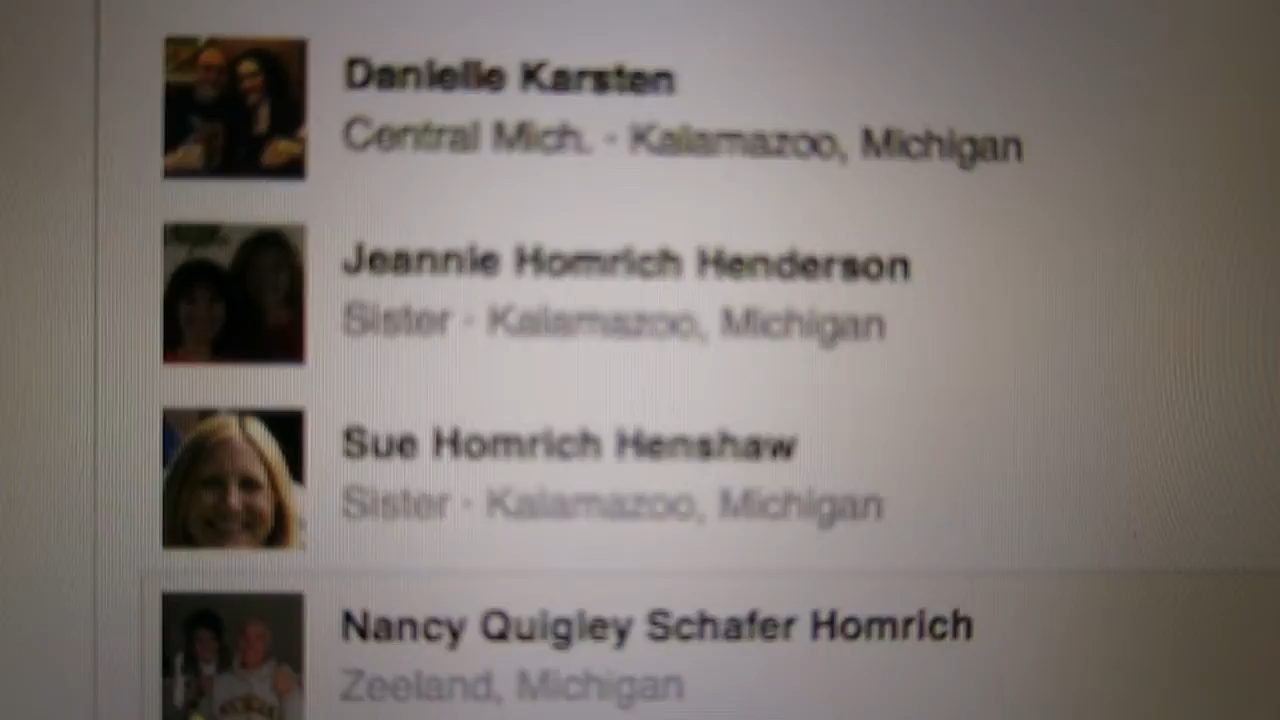 Danielle Karsten
Central Mich. · Kalamazoo, Michigan
Jeannie Homrich Henderson
Sister · Kalamazoo, Michigan
Sue Homrich Henshaw
Sister · Kalamazoo, Michigan
Nancy Quigley Schafer Homrich
Zeeland, Michigan